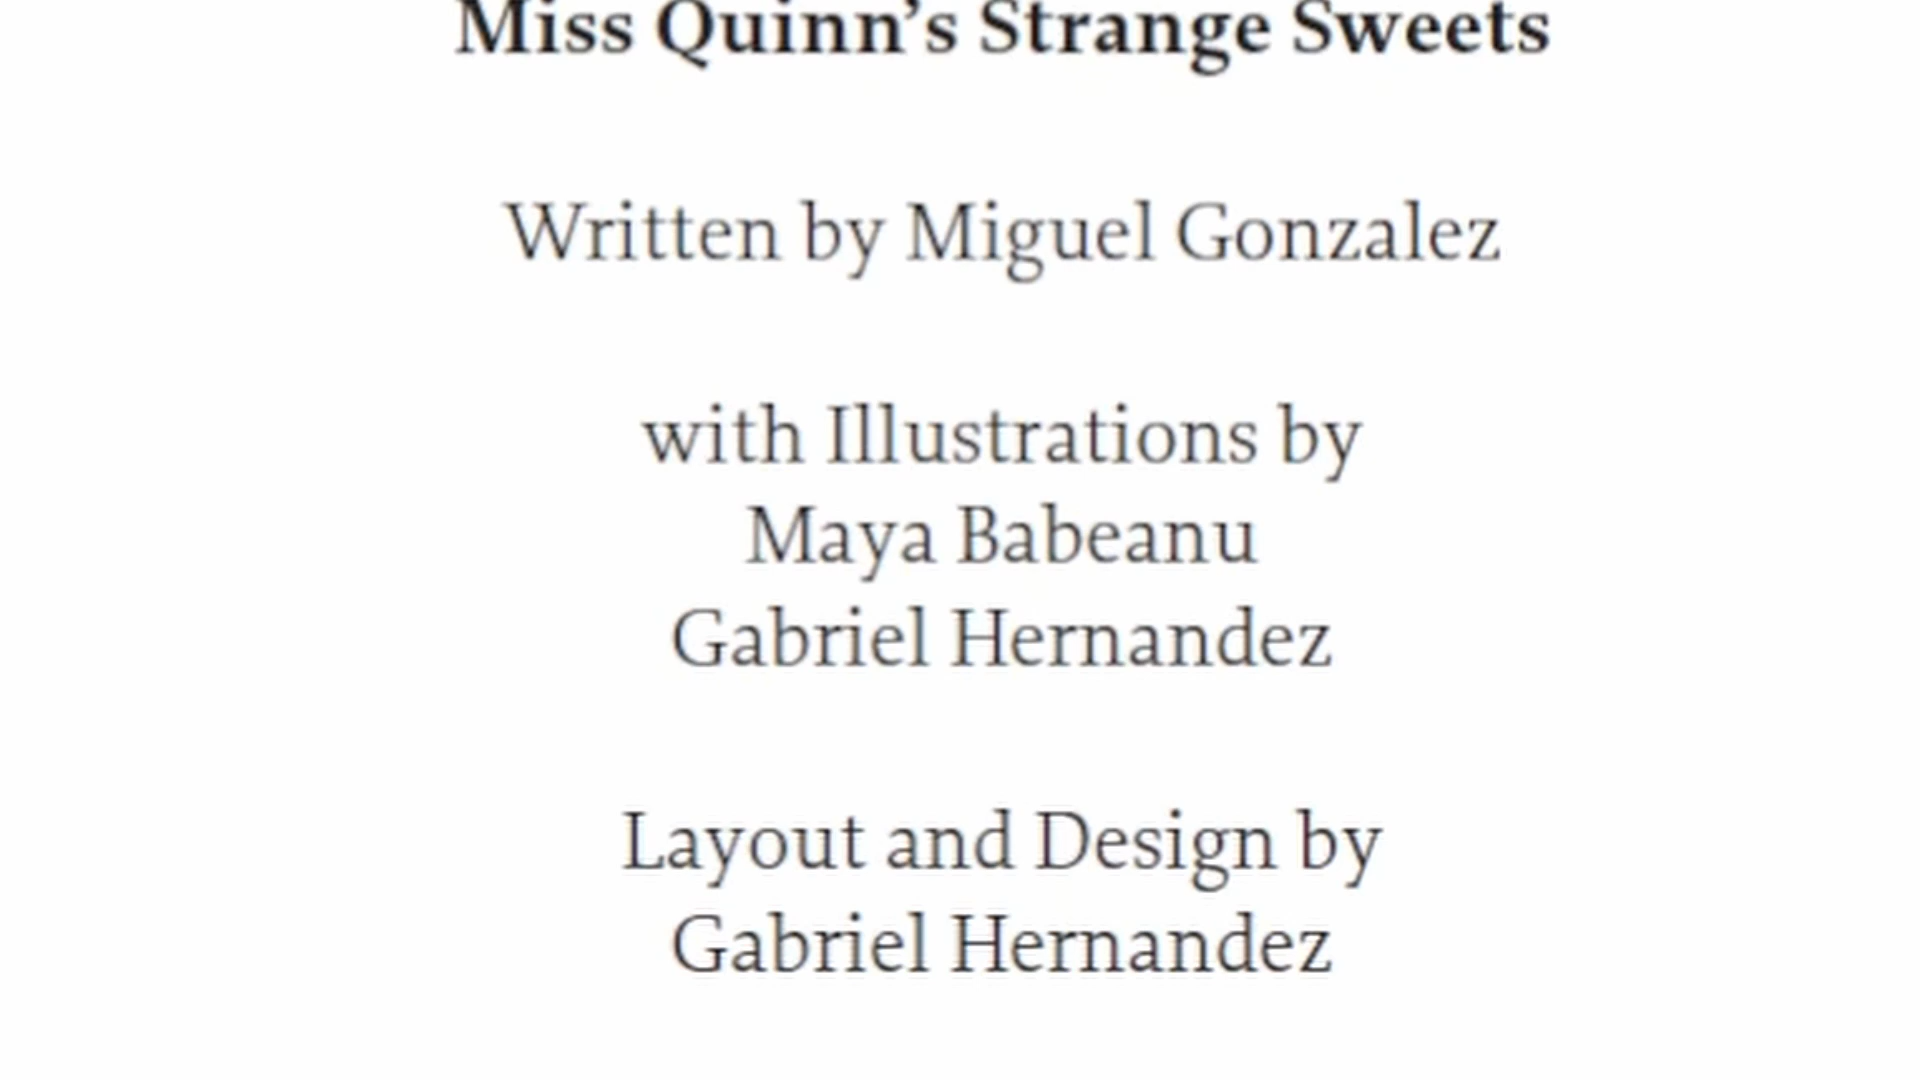 Miss Quinn’s Strange Sweets
Written by Miguel Gonzalez
with Illustrations by
Maya Babeanu
Gabriel Hernandez
Layout and Design by
Gabriel Hernandez